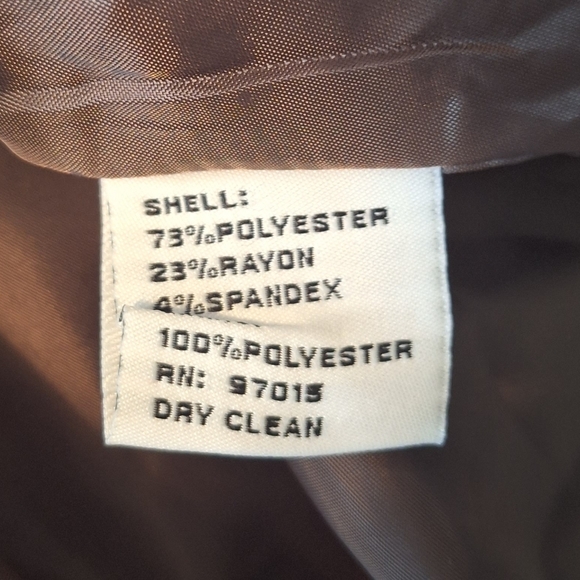 SHELL:
73%POLYESTER
23%RAYON
4%SPANDEX
100%POLYESTER
RN: 97015
DRY CLEAN